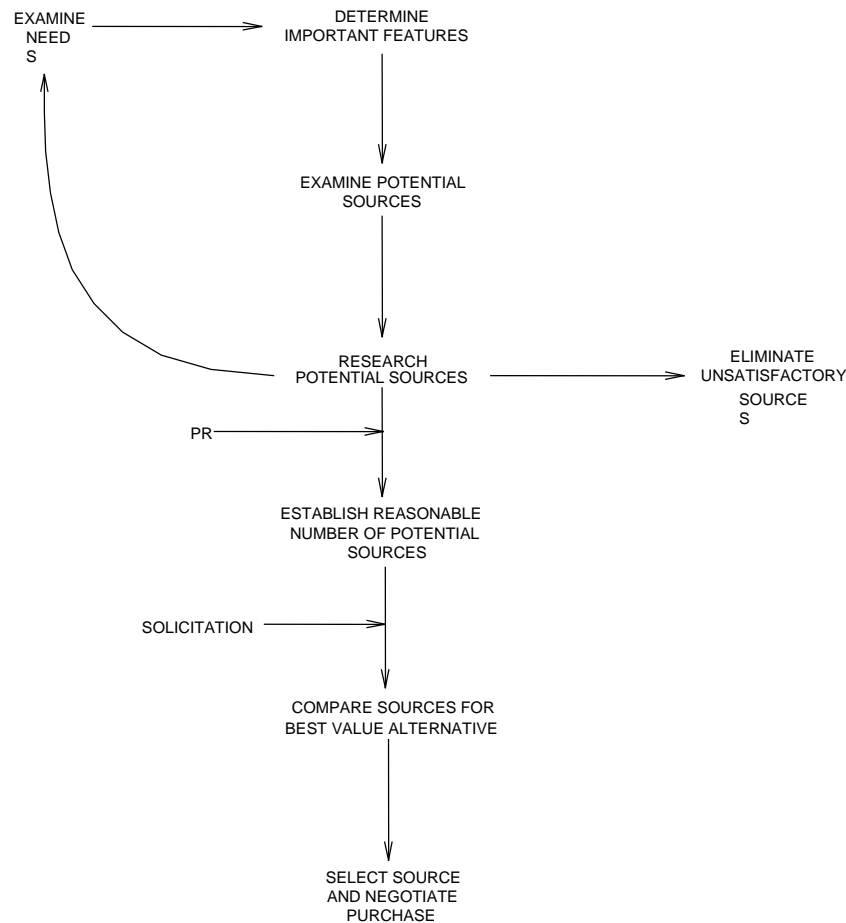 EXAMINE
NEED
S
DETERMINE
IMPORTANT FEATURES
EXAMINE POTENTIAL
SOURCES
RESEARCH
POTENTIAL SOURCES
ELIMINATE
UNSATISFACTORY
SOURCE
S
PR
ESTABLISH REASONABLE
NUMBER OF POTENTIAL
SOURCES
SOLICITATION
COMPARE SOURCES FOR
BEST VALUE ALTERNATIVE
SELECT SOURCE
AND NEGOTIATE
PURCHASE